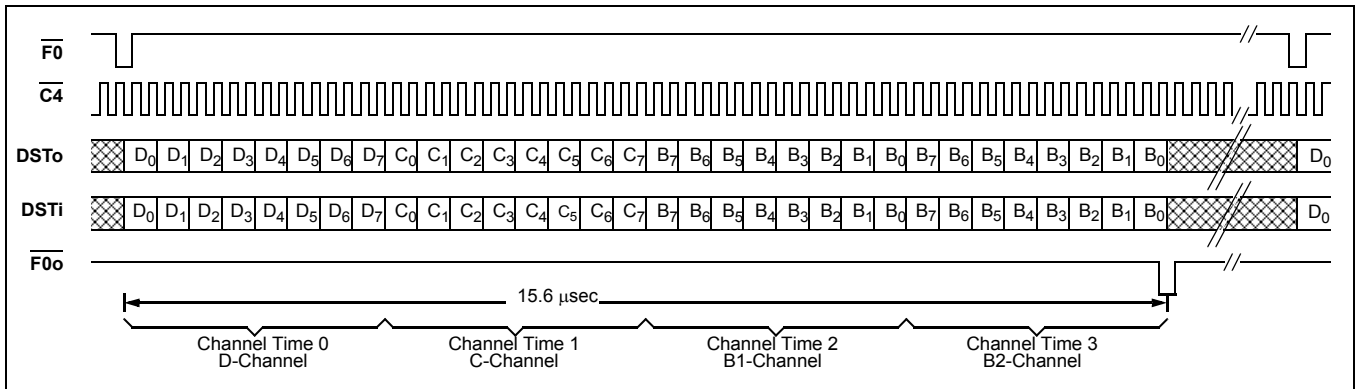 F0
C4
DSTo D0 D1 D2 D3 D4 D5 D6 D7 C0 C1 C2 C3 C4 C5 C6 C7 B7 B6 B5 B4 B3 B2 B1 B0 B7 B6 B5 B4 B3 B2 B1 B0 D0
DSTi D0 D1 D2 D3 D4 D5 D6 D7 C0 C1 C2 C3 C4 C5 C6 C7 B7 B6 B5 B4 B3 B2 B1 B0 B7 B6 B5 B4 B3 B2 B1 B0 D0
F0o
15.6 μsec
Channel Time 0 Channel Time 1 Channel Time 2 Channel Time 3
D-Channel C-Channel B1-Channel B2-Channel